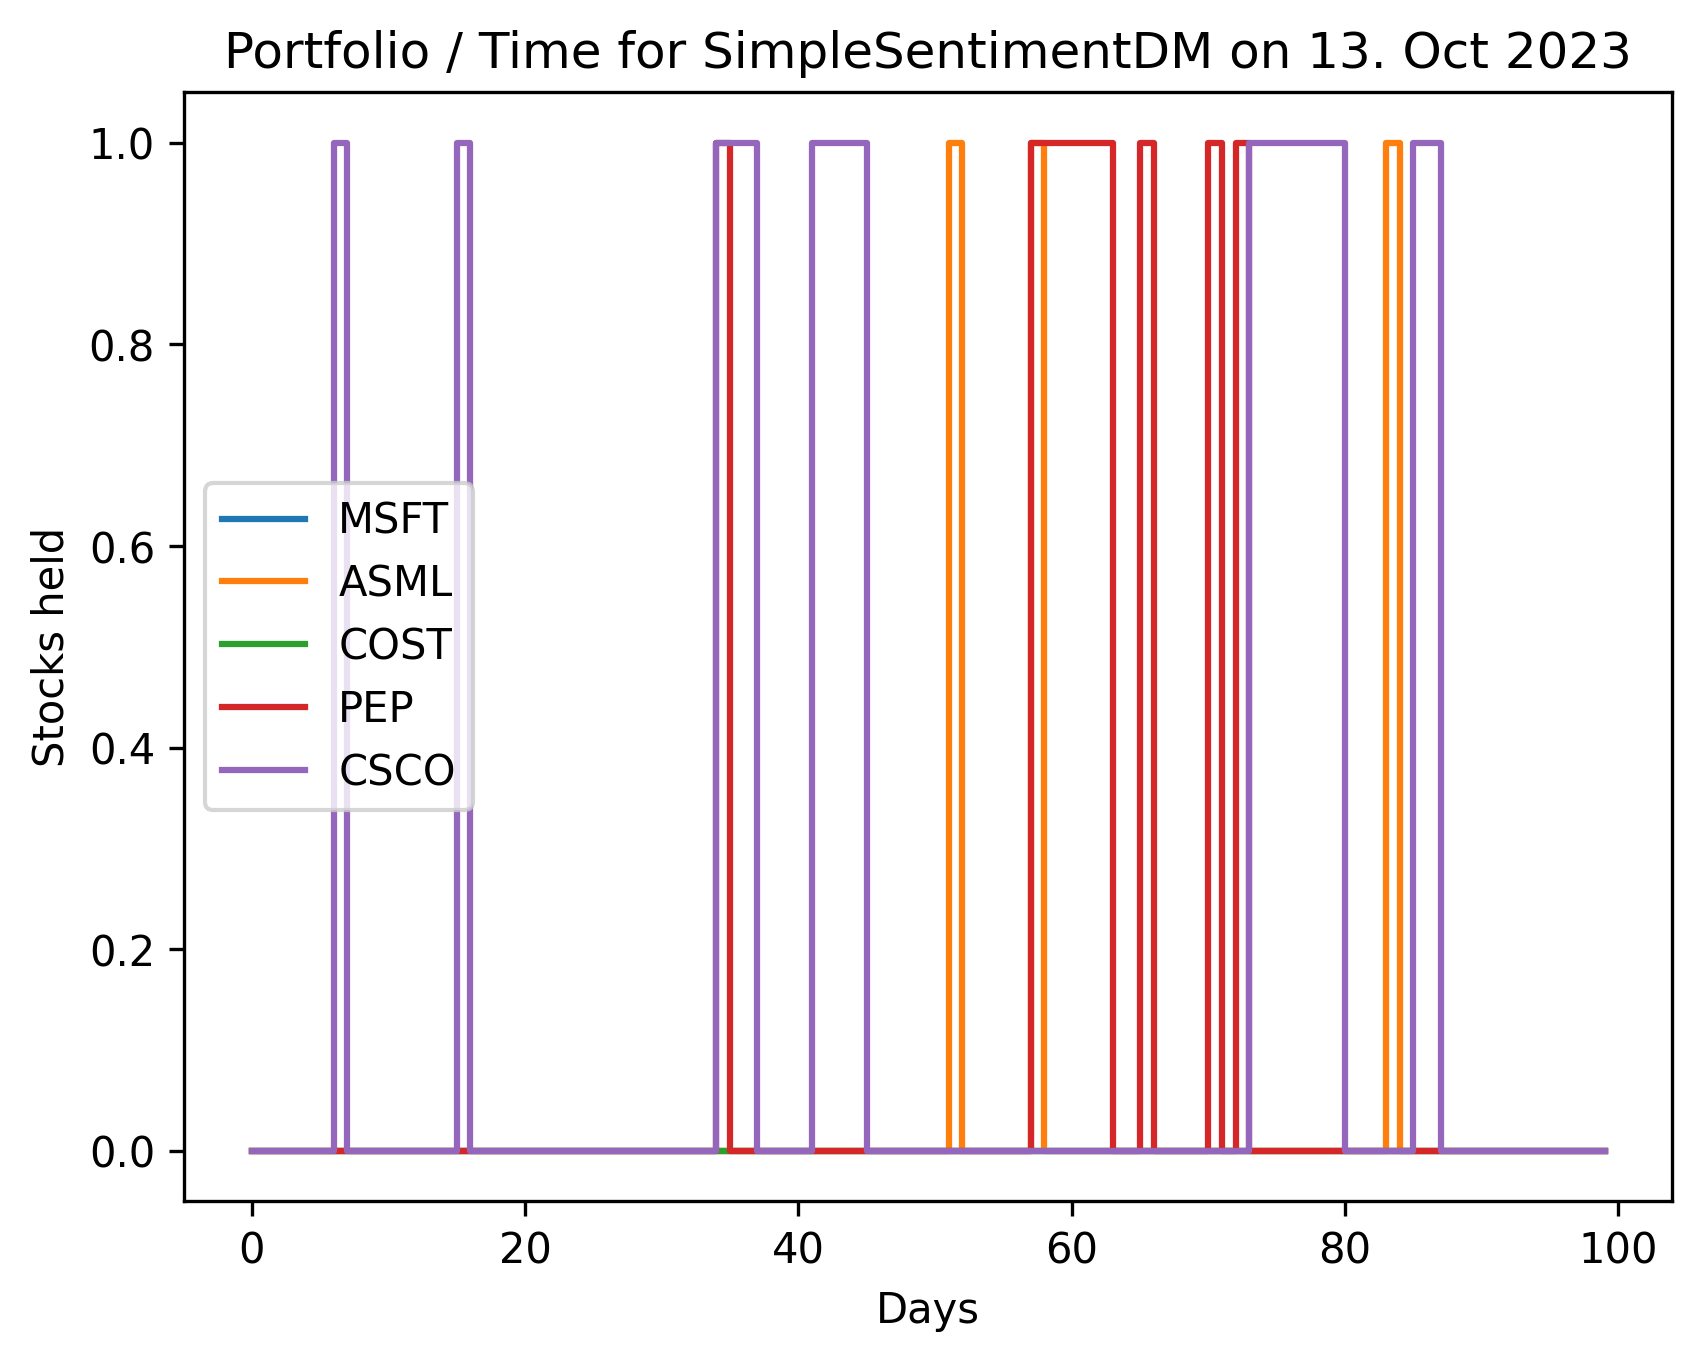 Portfolio / Time for SimpleSentimentDM on 13. Oct 2023
1.0
0.8
0.6
0.4
0.2
0.0
Stocks held
MSFT
ASML
COST
PEP
CSCO
0 20 40 60 80 100
Days